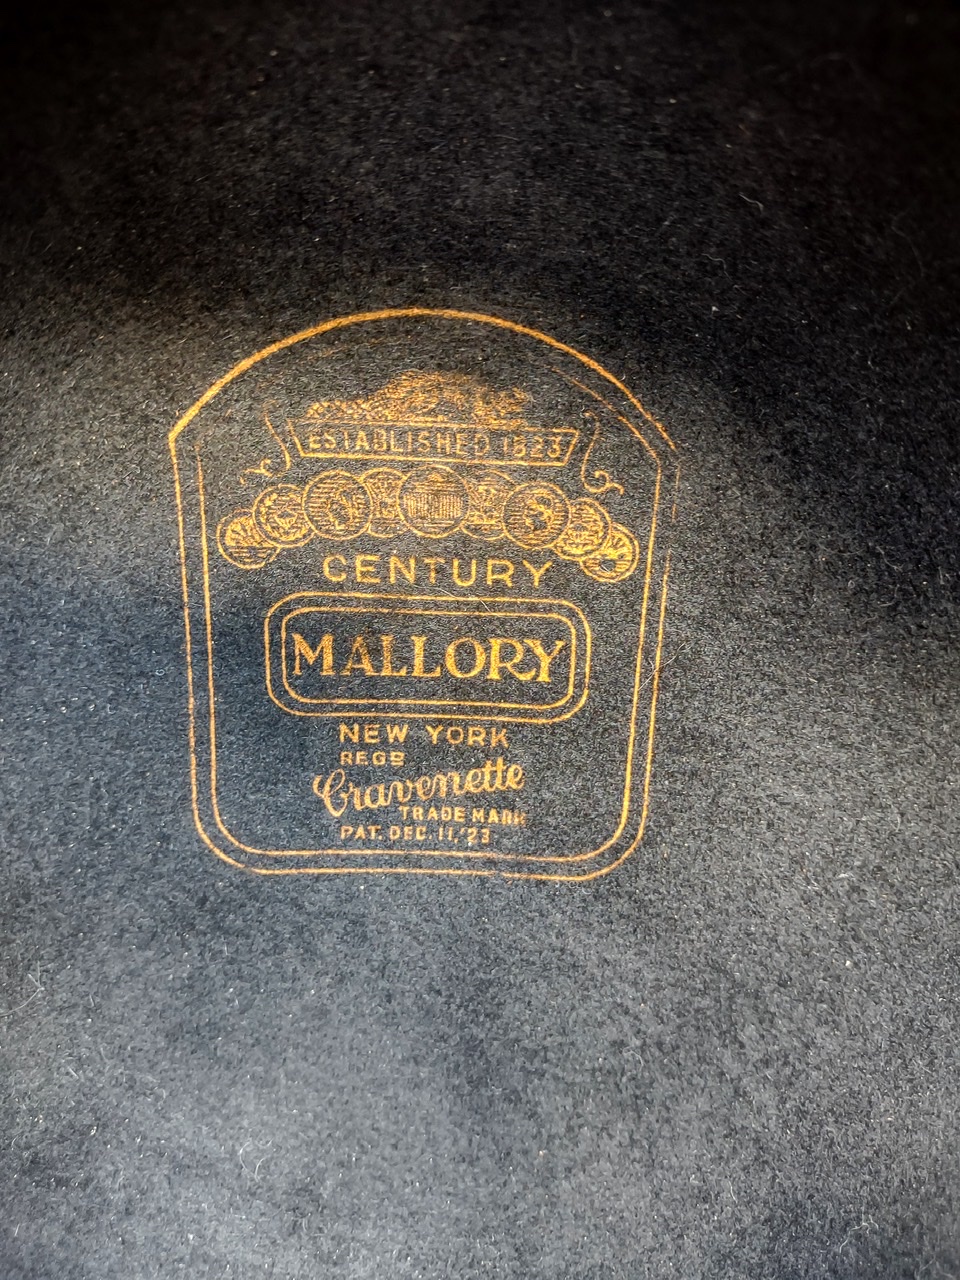 ESTABLISHED 1823
CENTURY
MALLORY
NEW YORK
REGD
Cravenette
TRADE MARK
PAT. DEC. 11, '23